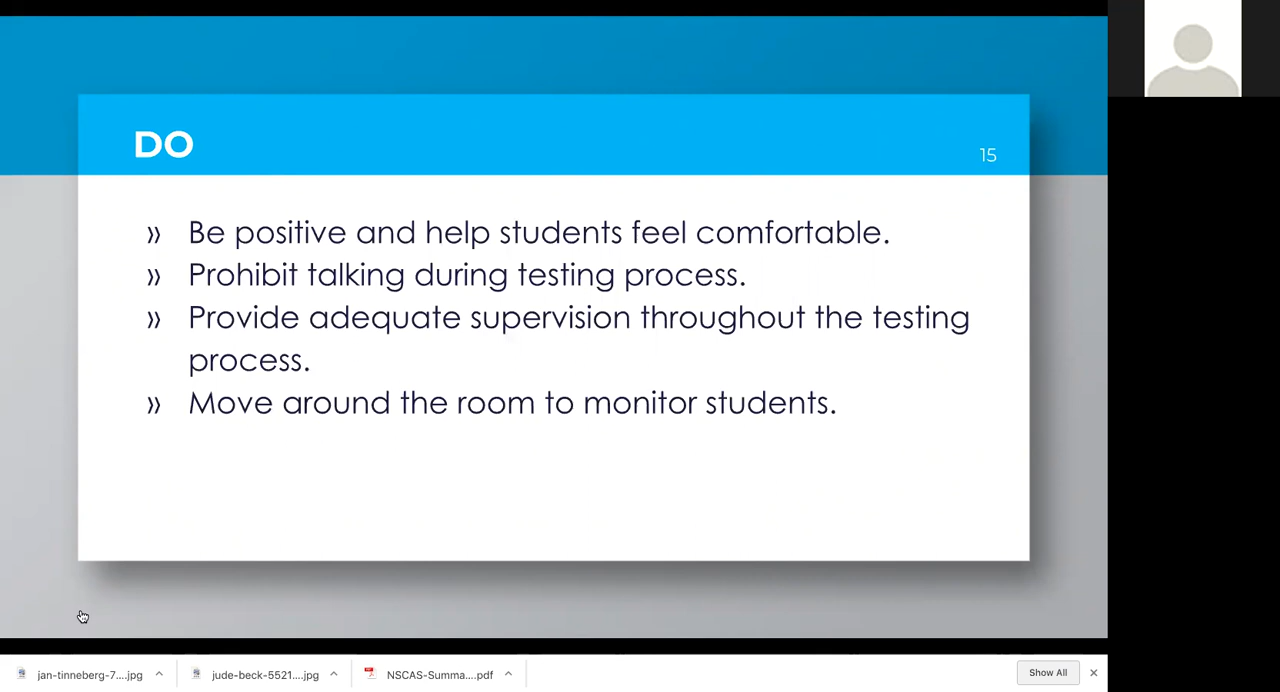 DO
15
» Be positive and help students feel comfortable.
» Prohibit talking during testing process.
» Provide adequate supervision throughout the testing
process.
» Move around the room to monitor students.
jan-tinneberg-7....jpg
jude-beck-5521....jpg
NSCAS-Summa....pdf
Show All